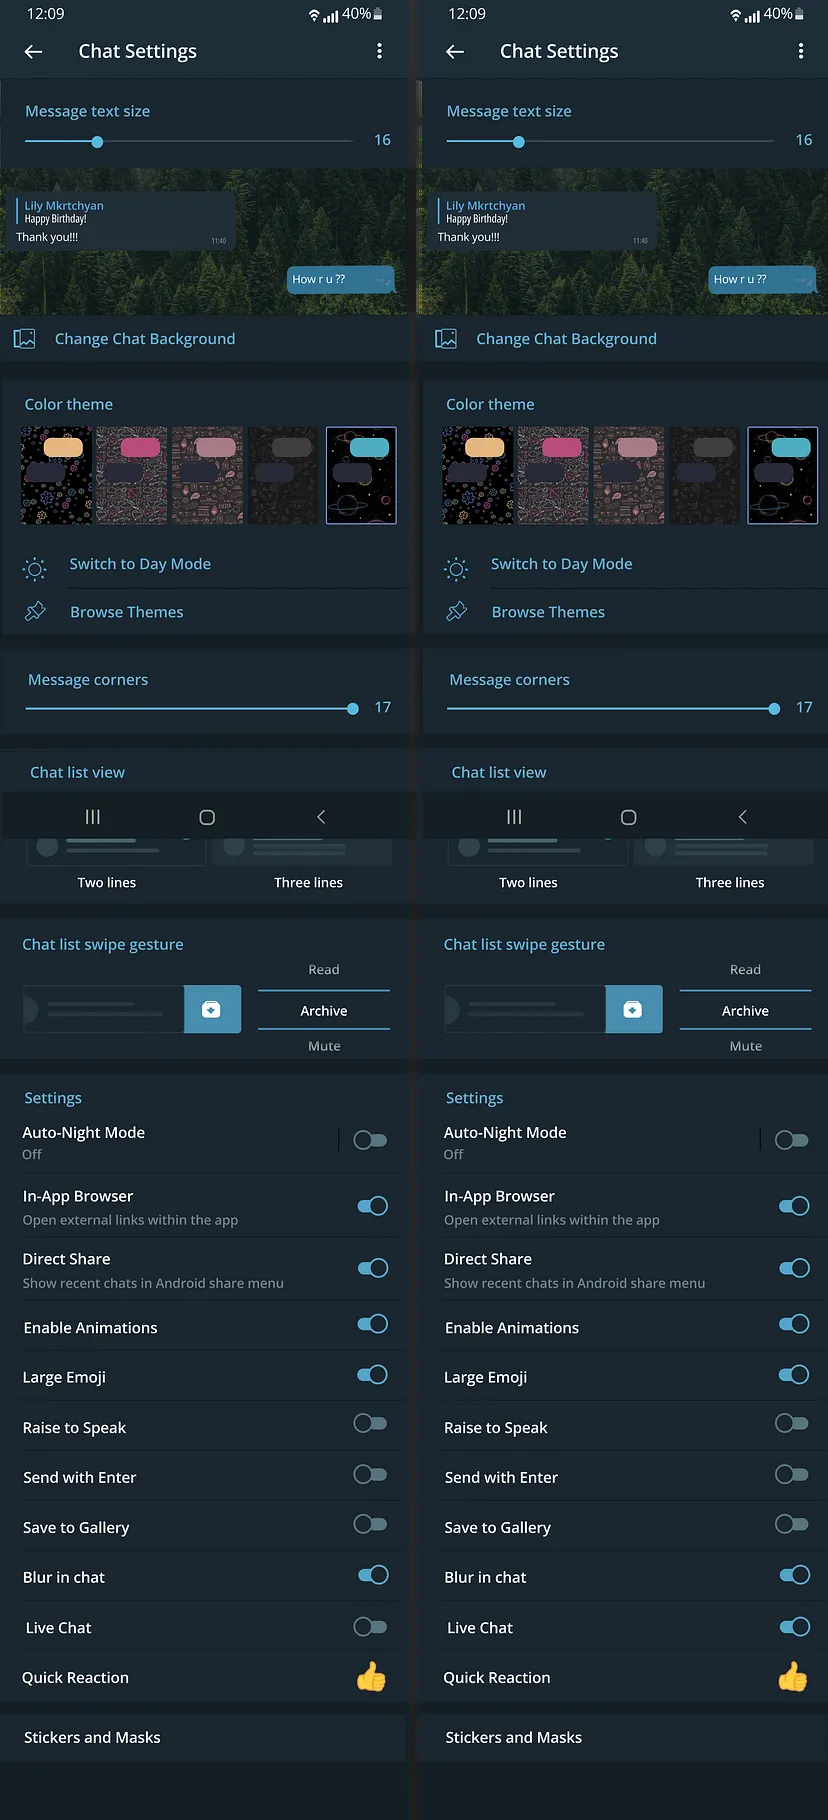 12:09
40%
Chat Settings
Message text size
16
Lily Mkrtchyan
Happy Birthday!
Thank you!!!
11:40
How r u ??
Change Chat Background
Color theme
Switch to Day Mode
Browse Themes
Message corners
17
Chat list view
Two lines
Three lines
Chat list swipe gesture
Read
Archive
Mute
Settings
Auto-Night Mode
Off
In-App Browser
Open external links within the app
Direct Share
Show recent chats in Android share menu
Enable Animations
Large Emoji
Raise to Speak
Send with Enter
Save to Gallery
Blur in chat
Live Chat
Quick Reaction
Stickers and Masks
12:09
40%
Chat Settings
Message text size
16
Lily Mkrtchyan
Happy Birthday!
Thank you!!!
11:40
How r u ??
Change Chat Background
Color theme
Switch to Day Mode
Browse Themes
Message corners
17
Chat list view
Two lines
Three lines
Chat list swipe gesture
Read
Archive
Mute
Settings
Auto-Night Mode
Off
In-App Browser
Open external links within the app
Direct Share
Show recent chats in Android share menu
Enable Animations
Large Emoji
Raise to Speak
Send with Enter
Save to Gallery
Blur in chat
Live Chat
Quick Reaction
Stickers and Masks